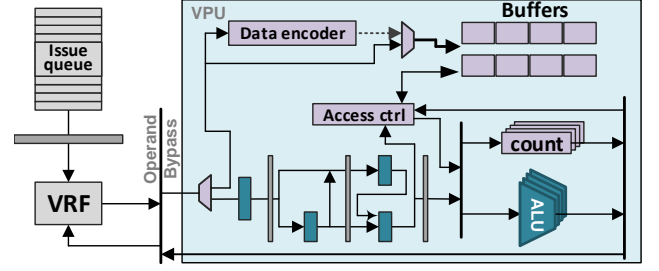 VPU
Buffers
Issue
queue
Data encoder
Operand
Bypass
Access ctrl
count
VRF
ALU